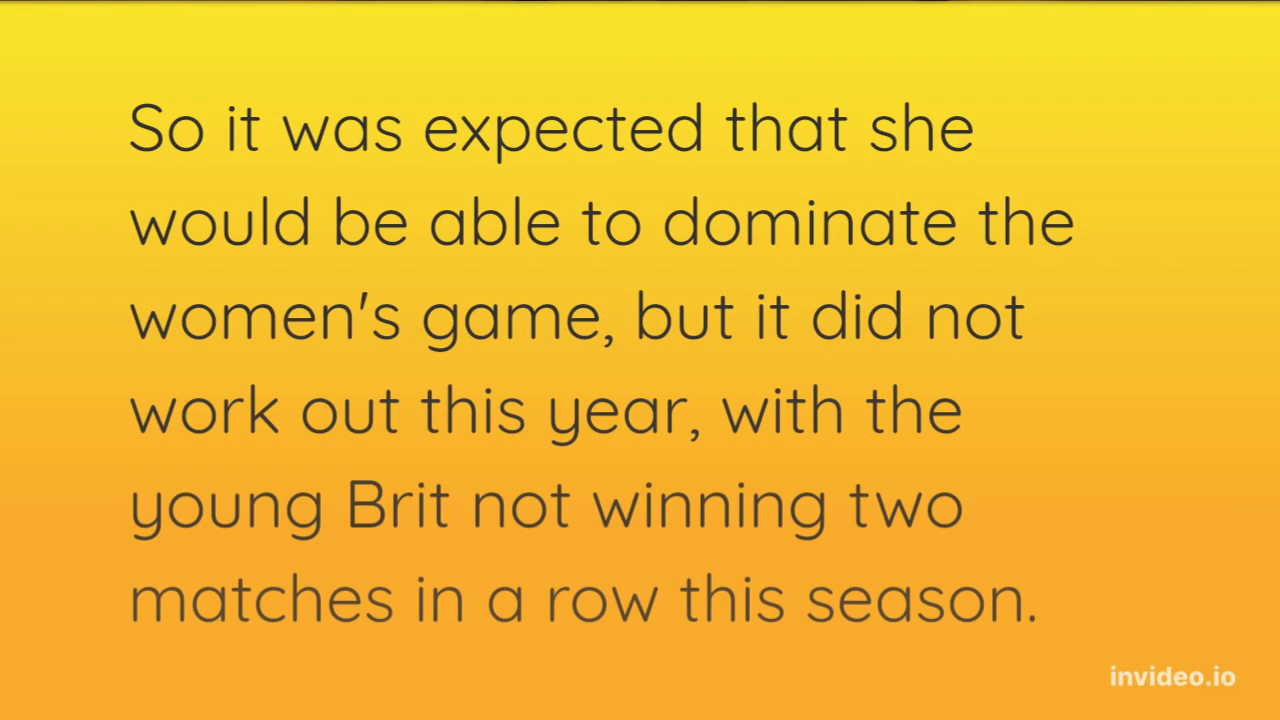 So it was expected that she
would be able to dominate the
women's game, but it did not
work out this year, with the
young Brit not winning two
matches in a row this season.
invideo.io